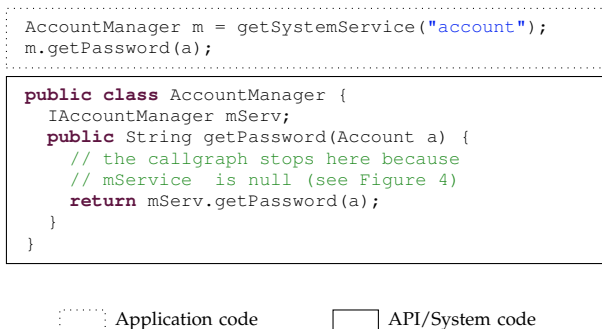 AccountManager m = getSystemService("account");
m.getPassword(a);
public class AccountManager {
IAccountManager mServ;
public String getPassword(Account a) {
// the callgraph stops here because
// mService  is null (see Figure 4)
return mServ.getPassword(a);
}
}
Application code
API/System code